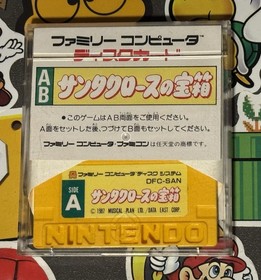 ファミリー コンピュータ™
ディスクカード
AB サンタクロースの宝箱
●このゲームはAB両面をご使用ください。
A面をセットした後、つづけてB面もセットしてください。
ファミリーコンピュータ・ファミコンは任天堂の商標です。
ファミリー コンピュータ ディスク システム
DFC-SAN
SIDE A サンタクロースの宝箱
© 1987 MUSICAL PLAN LTD./DATA EAST CORP.
NINTENDO